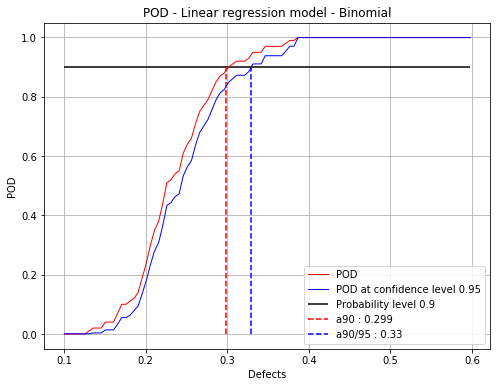 POD - Linear regression model - Binomial
1.0
0.8
0.6
0.4
0.2
0.0
POD
0.1
0.2
0.3
0.4
0.5
0.6
Defects
POD
POD at confidence level 0.95
Probability level 0.9
a90 : 0.299
a90/95 : 0.33